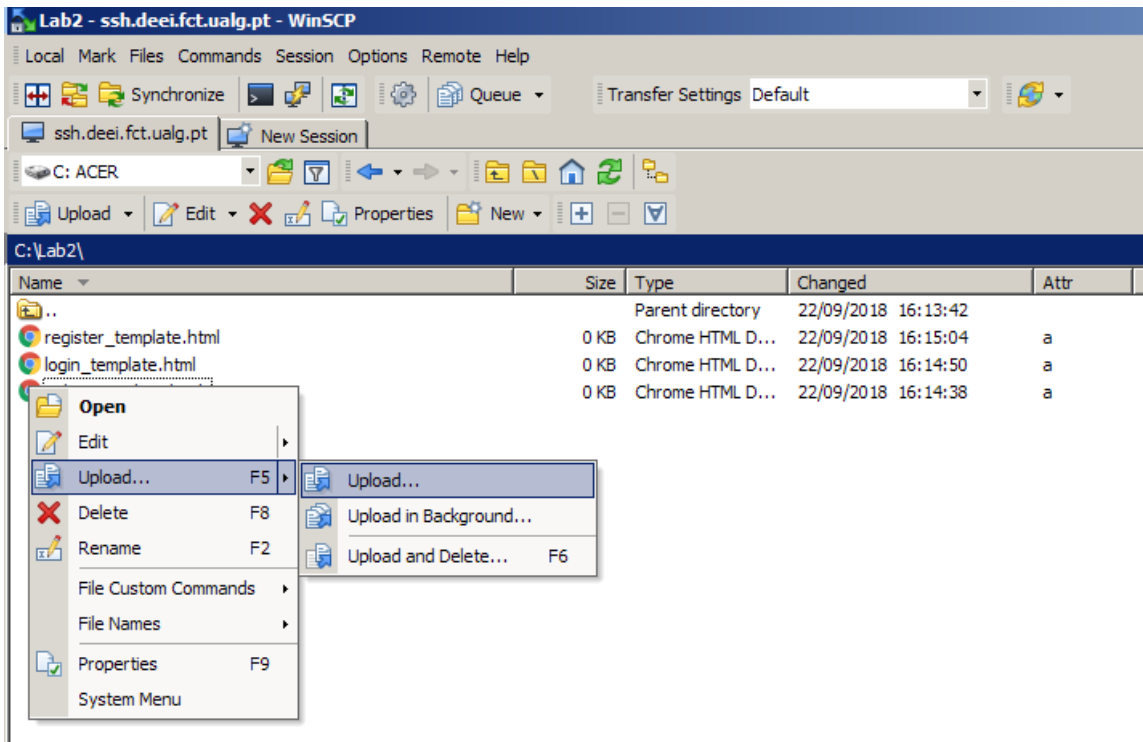 Lab2 - ssh.deei.fct.ualg.pt - WinSCP
Local Mark Files Commands Session Options Remote Help
Synchronize Queue Transfer Settings Default
ssh.deei.fct.ualg.pt New Session
C: ACER
Upload Edit Properties New
C:\Lab2\
Name Size Type Changed Attr
.. Parent directory 22/09/2018 16:13:42
register_template.html 0 KB Chrome HTML D... 22/09/2018 16:15:04 a
login_template.html 0 KB Chrome HTML D... 22/09/2018 16:14:50 a
0 KB Chrome HTML D... 22/09/2018 16:14:38 a
Open
Edit
Upload... F5 Upload...
Delete F8 Upload in Background...
Rename F2 Upload and Delete... F6
File Custom Commands
File Names
Properties F9
System Menu